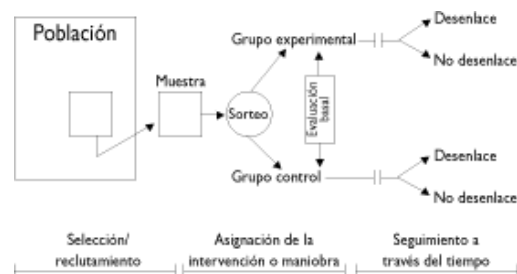 Población
Muestra
Sorteo
Grupo experimental
Evaluación
basal
Grupo control
Desenlace
No desenlace
Desenlace
No desenlace
Selección/
reclutamiento
Asignación de la
intervención o maniobra
Seguimiento a
través del tiempo